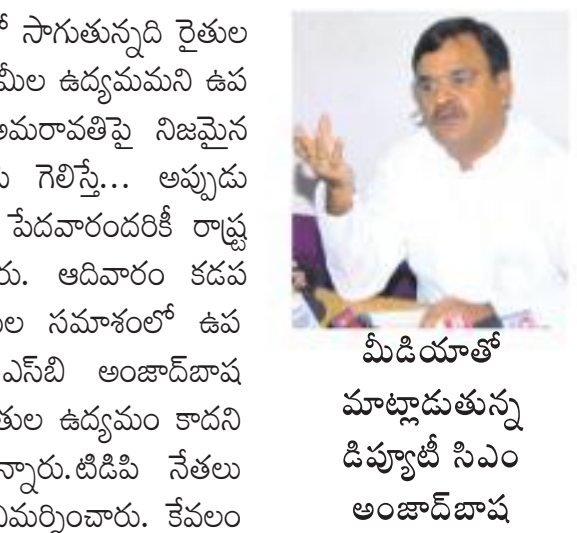 సాగుతున్నది రైతుల
ఉద్యమమని ఉప
అమరావతిపై నిజమైన
గెలిస్తే... అప్పుడు
పేదవారందరికీ రాష్ట్ర
ఆదివారం కడప
సమాశంలో ఉప
ఎస్‌బి అంజాద్‌బాషా
ఉద్యమం కాదని
టిడిపి నేతలు
కేవలం
మీడియాతో
మాట్లాడుతున్న
డిప్యూటీ సిఎం
అంజాద్‌బాషా